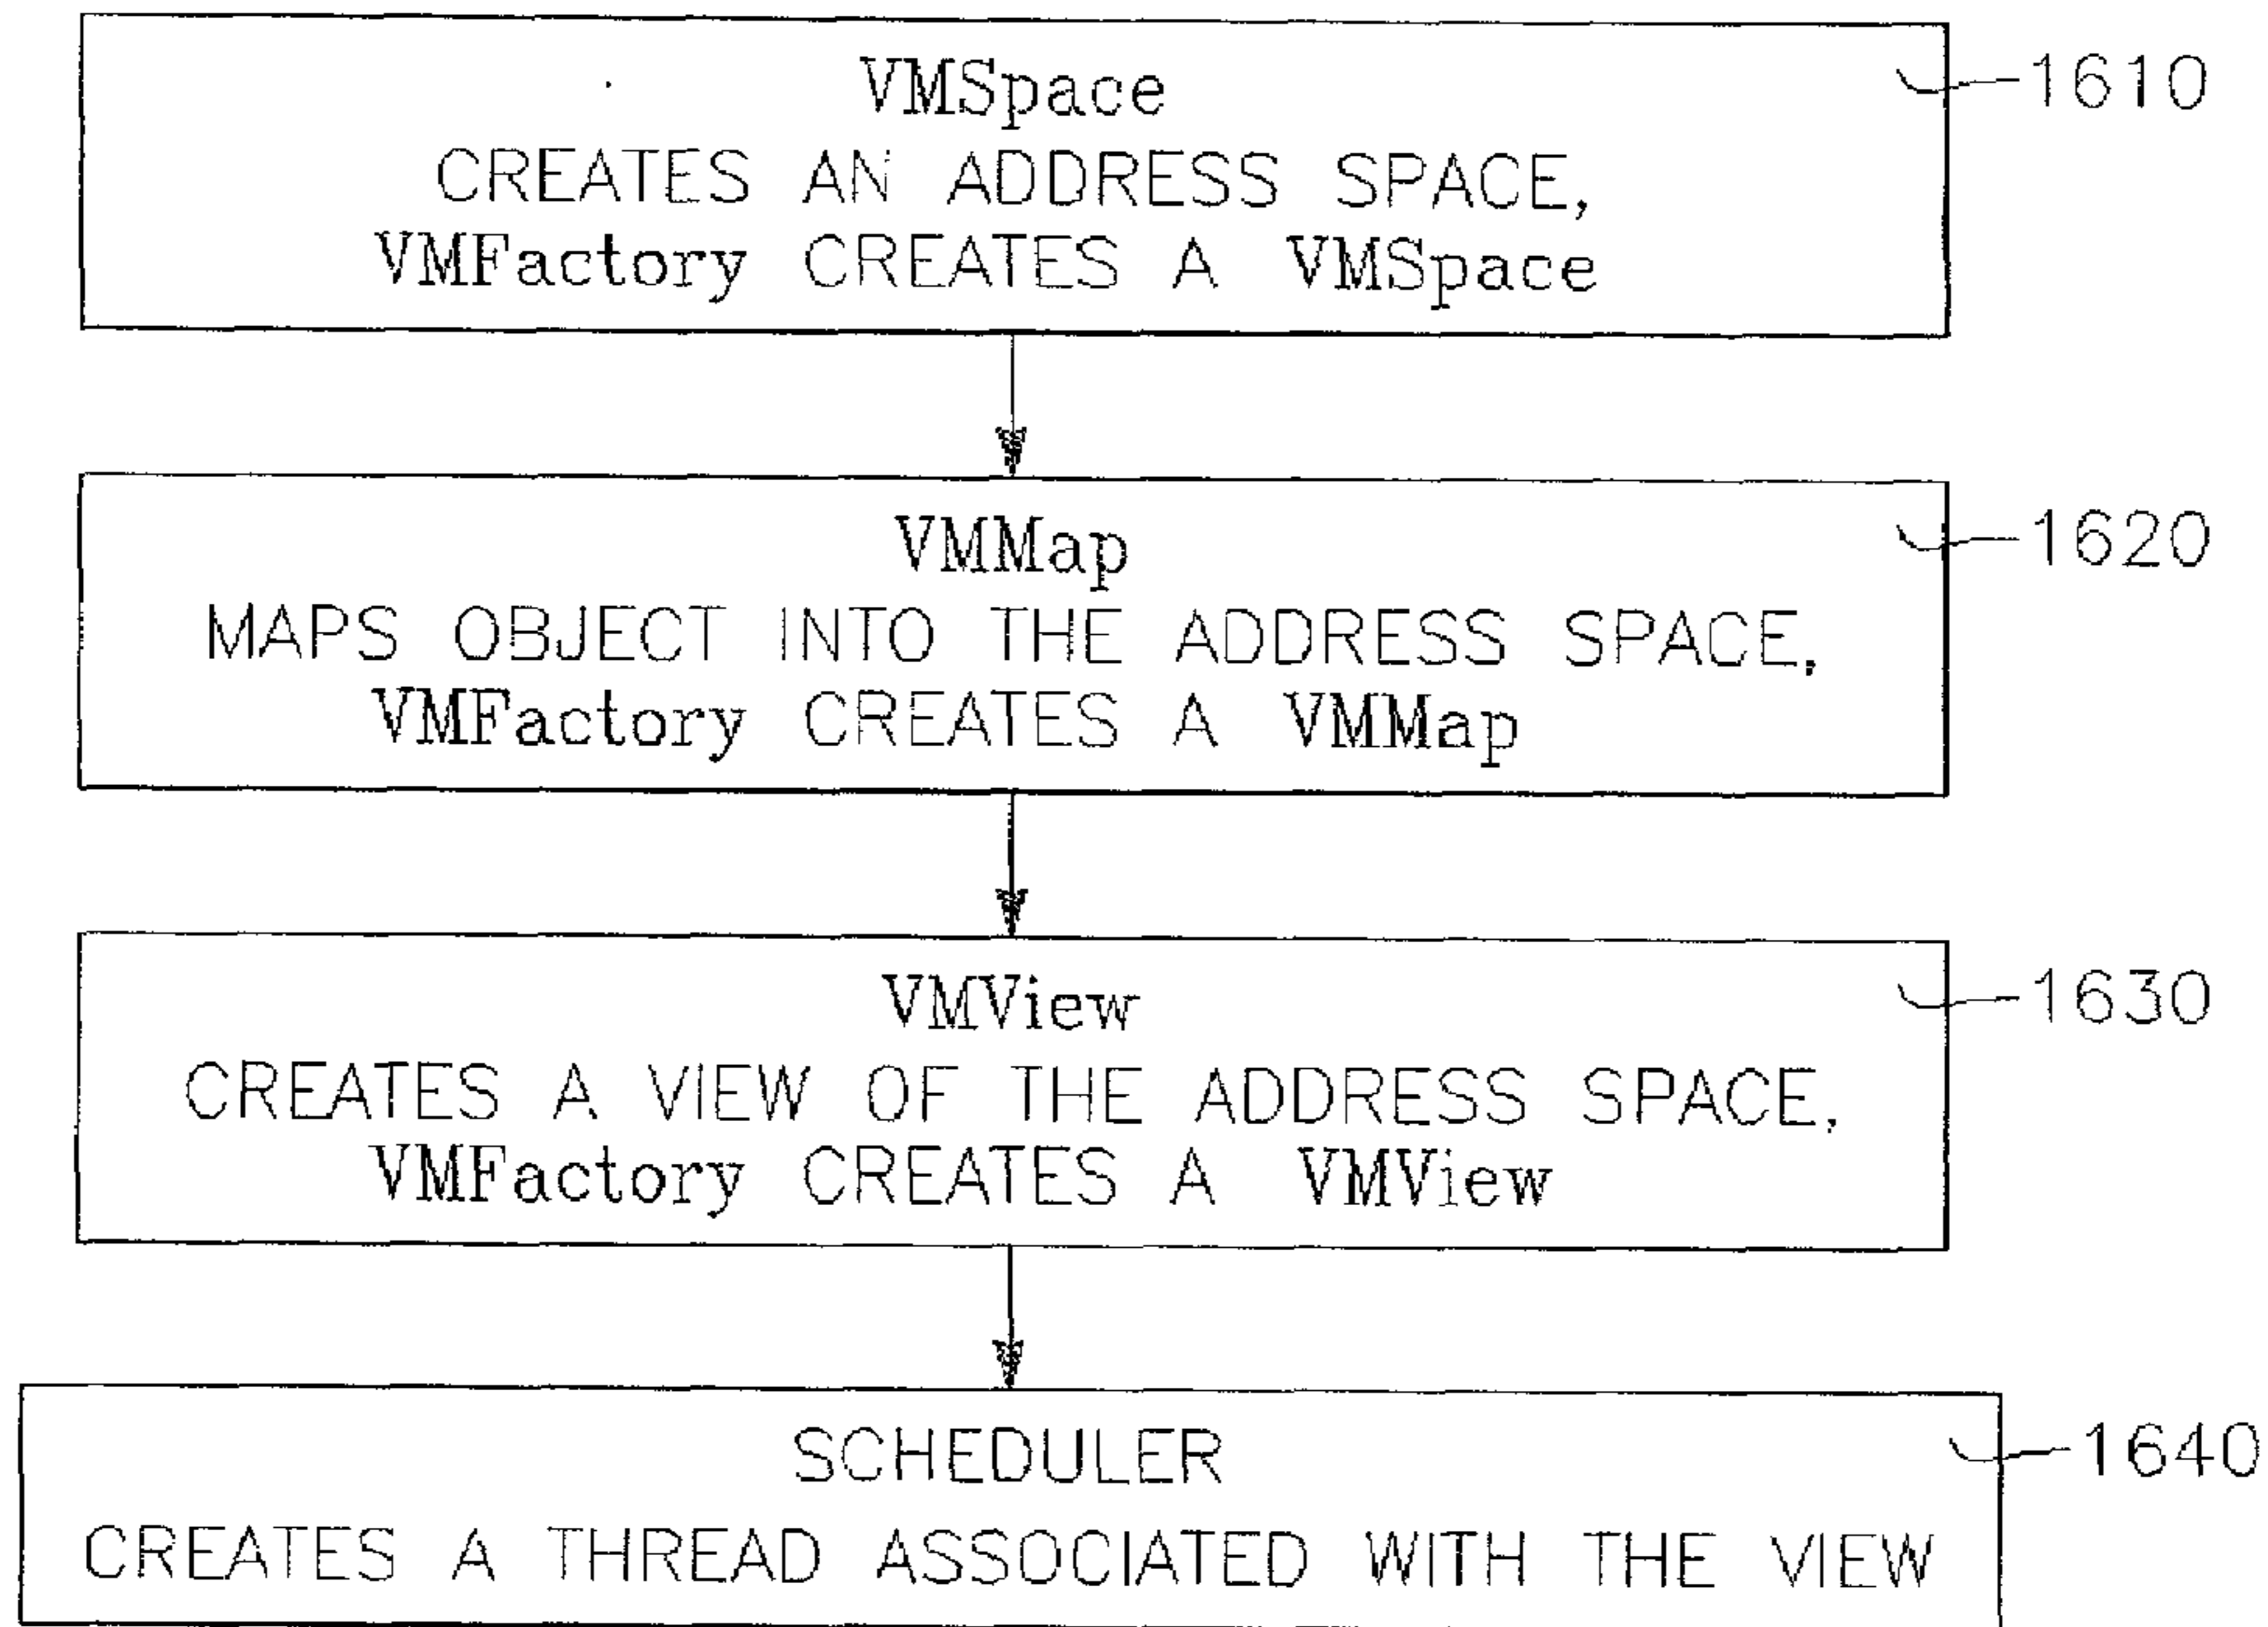 VMSpace
1610
CREATES AN ADDRESS SPACE,
VMFactory CREATES A VMSpace
VMMap
1620
MAPS OBJECT INTO THE ADDRESS SPACE,
VMFactory CREATES A VMMap
VMView
1630
CREATES A VIEW OF THE ADDRESS SPACE,
VMFactory CREATES A VMView
SCHEDULER
1640
CREATES A THREAD ASSOCIATED WITH THE VIEW